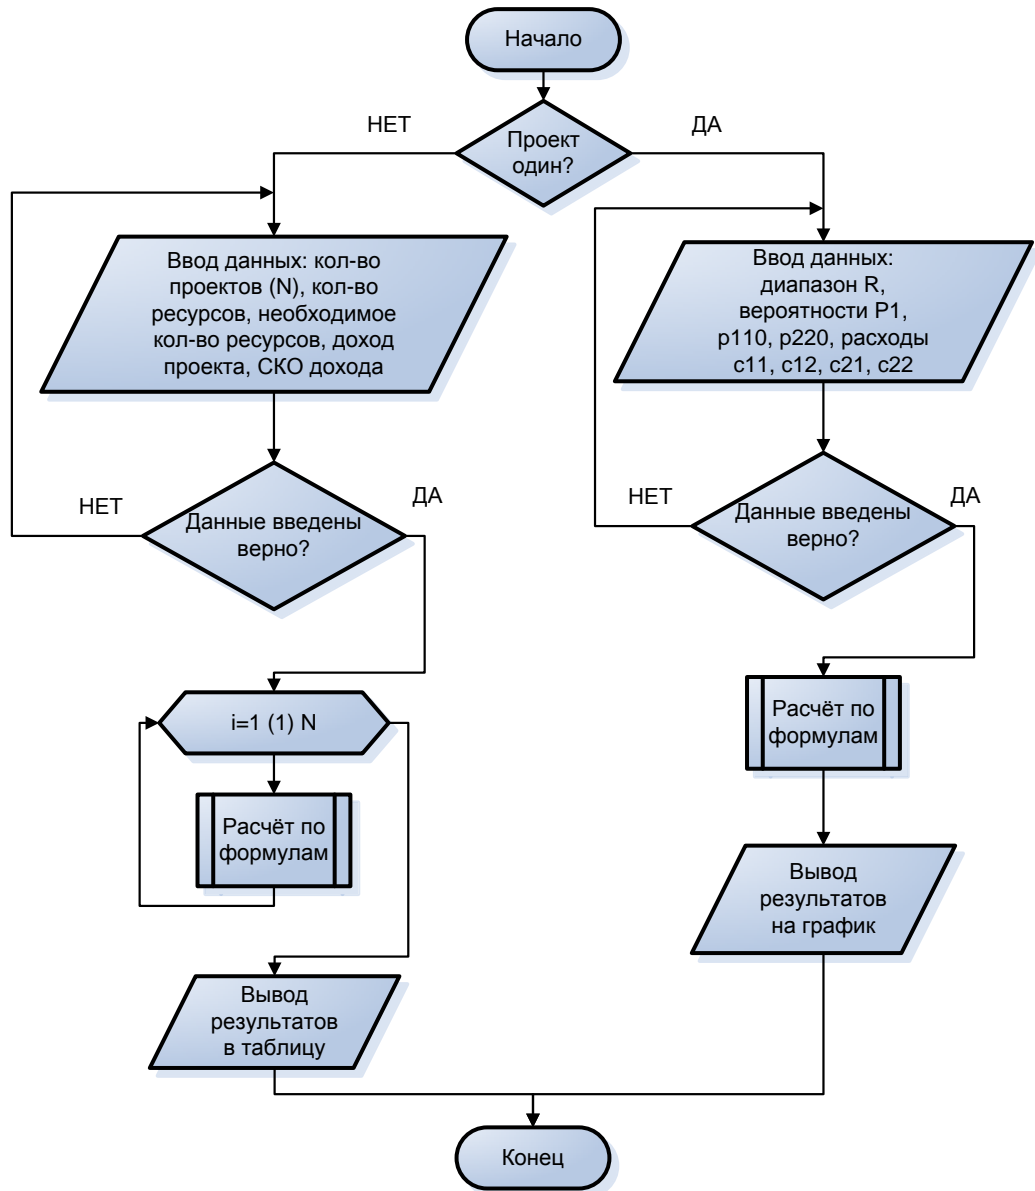 Начало
НЕТ
ДА
Проект
один?
Ввод данных: кол-во
проектов (N), кол-во
ресурсов, необходимое
кол-во ресурсов, доход
проекта, СКО дохода
Ввод данных:
диапазон R,
вероятности P1,
p110, p220, расходы
c11, c12, c21, c22
НЕТ
ДА
Данные введены
верно?
НЕТ
ДА
Данные введены
верно?
i=1 (1) N
Расчёт по
формулам
Расчёт по
формулам
Вывод
результатов
на график
Вывод
результатов
в таблицу
Конец